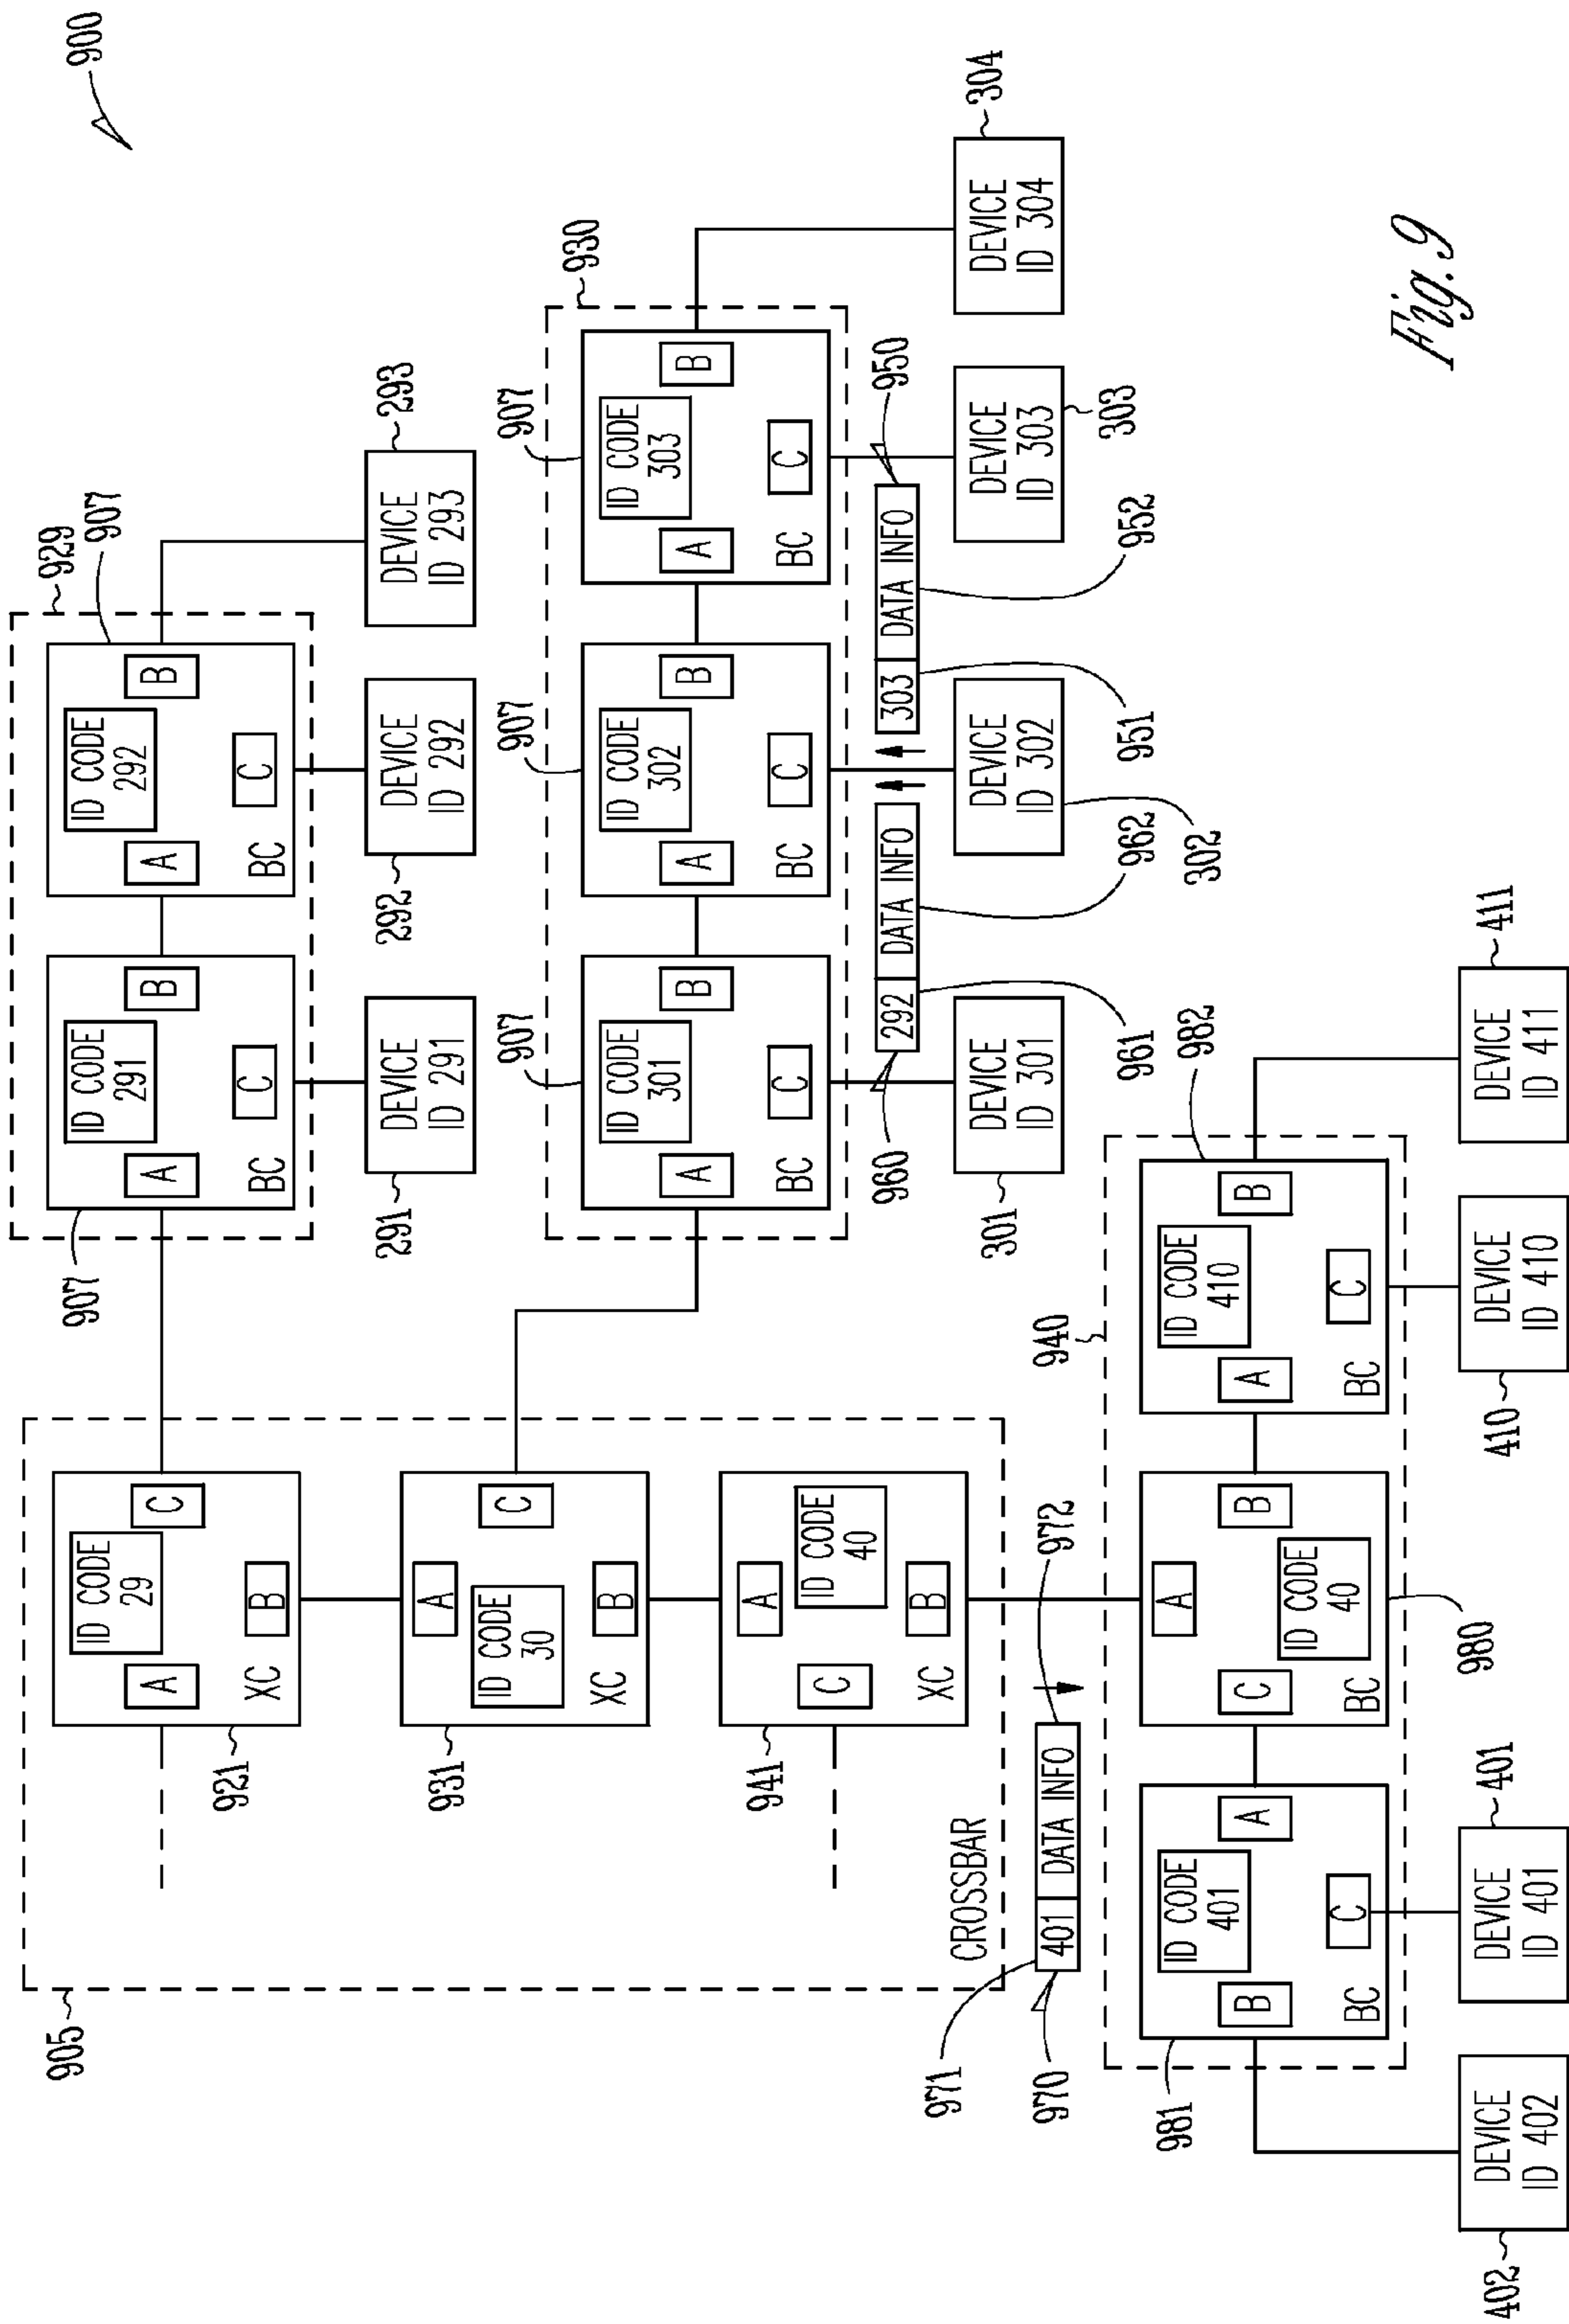 900
905
929
907
907
ID CODE
29
A
B
C
XC
921
ID CODE
291
A
B
C
BC
ID CODE
292
A
B
C
BC
DEVICE
ID 291
291
DEVICE
ID 292
292
DEVICE
ID 293
293
930
907
907
907
ID CODE
30
A
B
C
XC
931
ID CODE
301
A
B
C
BC
ID CODE
302
A
B
C
BC
ID CODE
303
A
B
C
BC
ID CODE
40
A
B
C
XC
941
CROSSBAR
292 DATA INFO
960
961
962
303 DATA INFO
950
951
952
DEVICE
ID 301
301
DEVICE
ID 302
302
DEVICE
ID 303
303
DEVICE
ID 304
304
401 DATA INFO
970
971
972
940
981
ID CODE
401
B
A
C
BC
980
ID CODE
40
A
B
C
BC
982
ID CODE
410
A
B
C
BC
DEVICE
ID 402
402
DEVICE
ID 401
401
DEVICE
ID 410
410
DEVICE
ID 411
411
Fig. 9